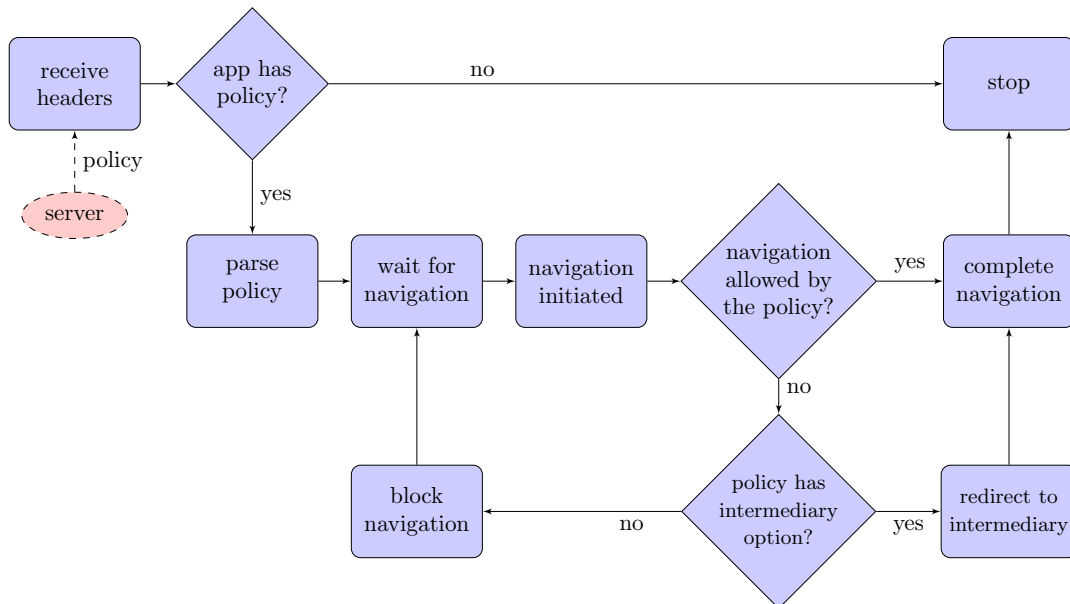 receive
headers
app has
policy?
no
stop
policy
server
yes
parse
policy
wait for
navigation
navigation
initiated
navigation
allowed by
the policy?
yes
complete
navigation
no
block
navigation
no
policy has
intermediary
option?
yes
redirect to
intermediary